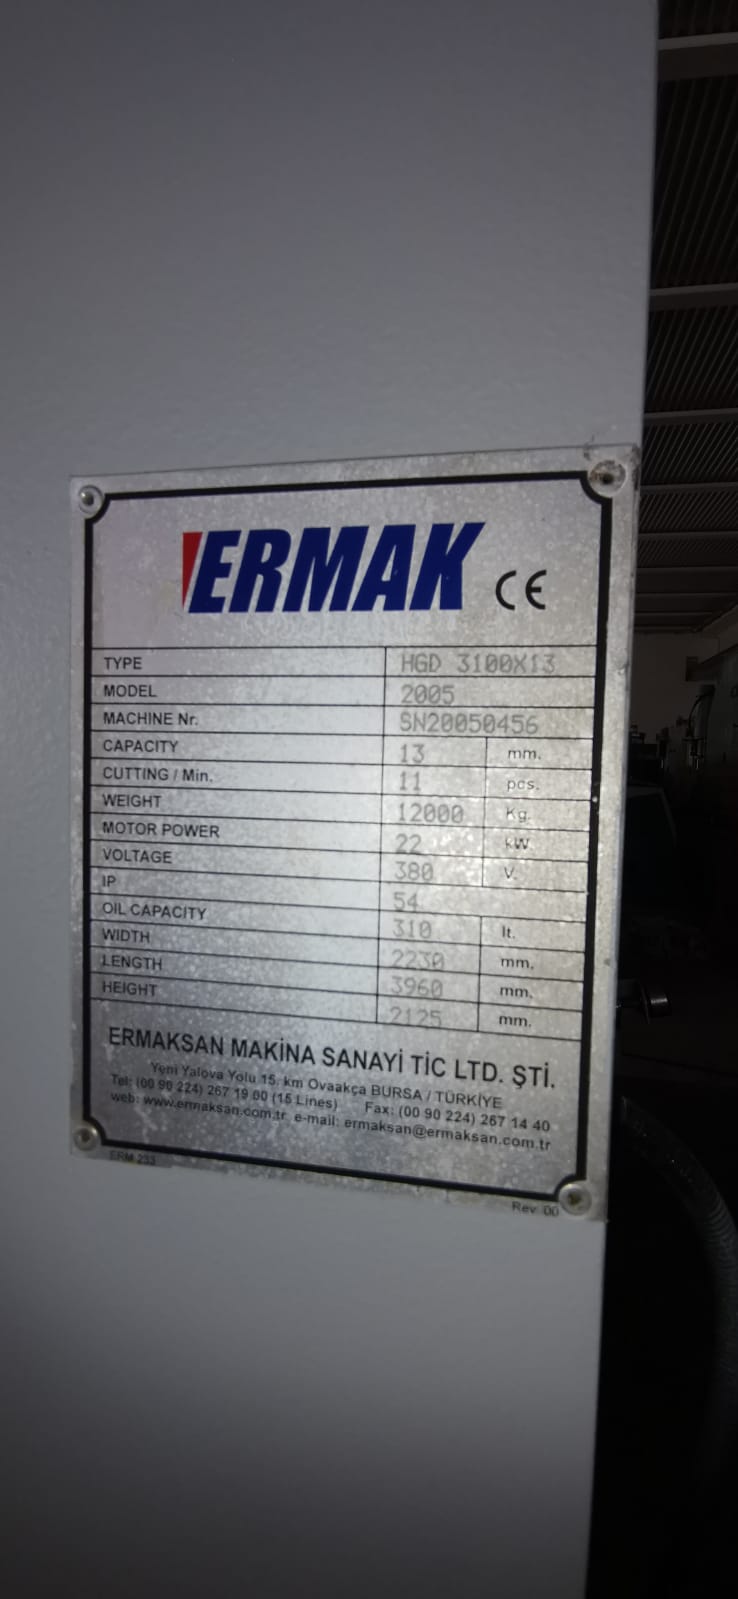 ERMAK CE
TYPE HGD 3100X13
MODEL 2005
MACHINE Nr. SN20050456
CAPACITY 13 mm.
CUTTING / Min. 11 pcs.
WEIGHT 12000 Kg.
MOTOR POWER 22 kW
VOLTAGE 380 V.
IP 54
OIL CAPACITY 310 lt.
WIDTH 2230 mm.
LENGTH 3960 mm.
HEIGHT 2125 mm.
ERMAKSAN MAKİNA SANAYİ TİC LTD. ŞTİ.
Yeni Yalova Yolu 15. km Ovaakça BURSA / TÜRKİYE
Tel: (00 90 224) 267 19 00 (15 Lines) Fax: (00 90 224) 267 14 40
web: www.ermaksan.com.tr e-mail: ermaksan@ermaksan.com.tr
ERM 233
Rev 00